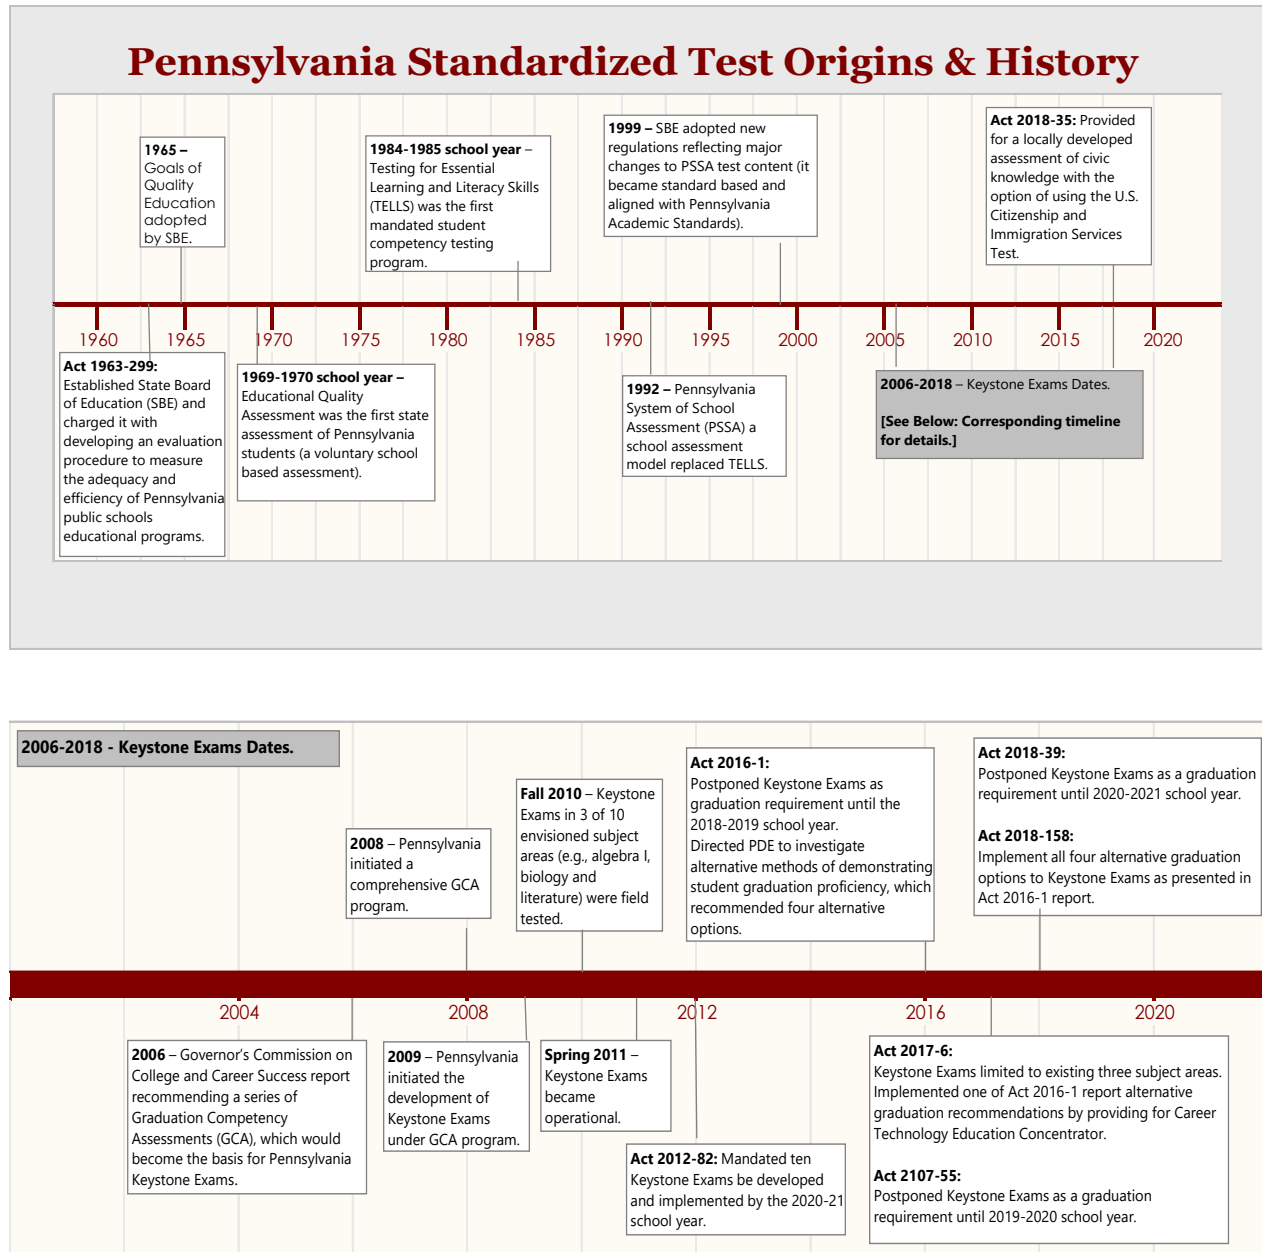 Pennsylvania Standardized Test Origins & History
1965 –
Goals of
Quality
Education
adopted
by SBE.
1984-1985 school year –
Testing for Essential
Learning and Literacy Skills
(TELLS) was the first
mandated student
competency testing
program.
1999 – SBE adopted new
regulations reflecting major
changes to PSSA test content (it
became standard based and
aligned with Pennsylvania
Academic Standards).
Act 2018-35: Provided
for a locally developed
assessment of civic
knowledge with the
option of using the U.S.
Citizenship and
Immigration Services
Test.
1960 1965 1970 1975 1980 1985 1990 1995 2000 2005 2010 2015 2020
Act 1963-299:
Established State Board
of Education (SBE) and
charged it with
developing an evaluation
procedure to measure
the adequacy and
efficiency of Pennsylvania
public schools
educational programs.
1969-1970 school year –
Educational Quality
Assessment was the first state
assessment of Pennsylvania
students (a voluntary school
based assessment).
1992 – Pennsylvania
System of School
Assessment (PSSA) a
school assessment
model replaced TELLS.
2006-2018 – Keystone Exams Dates.
[See Below: Corresponding timeline
for details.]
2006-2018 - Keystone Exams Dates.
2008 – Pennsylvania
initiated a
comprehensive GCA
program.
Fall 2010 – Keystone
Exams in 3 of 10
envisioned subject
areas (e.g., algebra I,
biology and
literature) were field
tested.
Act 2016-1:
Postponed Keystone Exams as
graduation requirement until the
2018-2019 school year.
Directed PDE to investigate
alternative methods of demonstrating
student graduation proficiency, which
recommended four alternative
options.
Act 2018-39:
Postponed Keystone Exams as a graduation
requirement until 2020-2021 school year.
Act 2018-158:
Implement all four alternative graduation
options to Keystone Exams as presented in
Act 2016-1 report.
2004 2008 2012 2016 2020
2006 – Governor's Commission on
College and Career Success report
recommending a series of
Graduation Competency
Assessments (GCA), which would
become the basis for Pennsylvania
Keystone Exams.
2009 – Pennsylvania
initiated the
development of
Keystone Exams
under GCA program.
Spring 2011 –
Keystone Exams
became
operational.
Act 2012-82: Mandated ten
Keystone Exams be developed
and implemented by the 2020-21
school year.
Act 2017-6:
Keystone Exams limited to existing three subject areas.
Implemented one of Act 2016-1 report alternative
graduation recommendations by providing for Career
Technology Education Concentrator.
Act 2107-55:
Postponed Keystone Exams as a graduation
requirement until 2019-2020 school year.